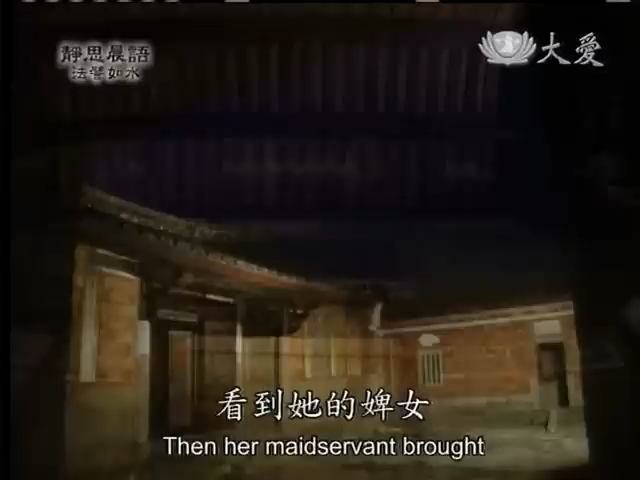 靜思晨語
法譬如水
大愛
看到她的婢女
Then her maidservant brought